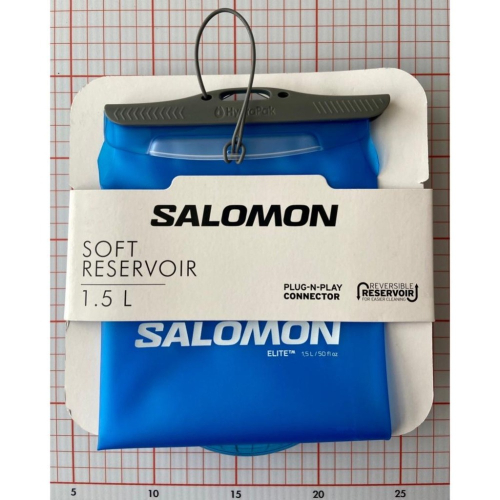 HydraPak
SALOMON
SOFT
RESERVOIR
1.5 L
PLUG-N-PLAY
CONNECTOR
REVERSIBLE
RESERVOIR
FOR EASIER CLEANING
SALOMON
ELITE™ 1,5 L / 50 fl oz
5 10 15 20 25